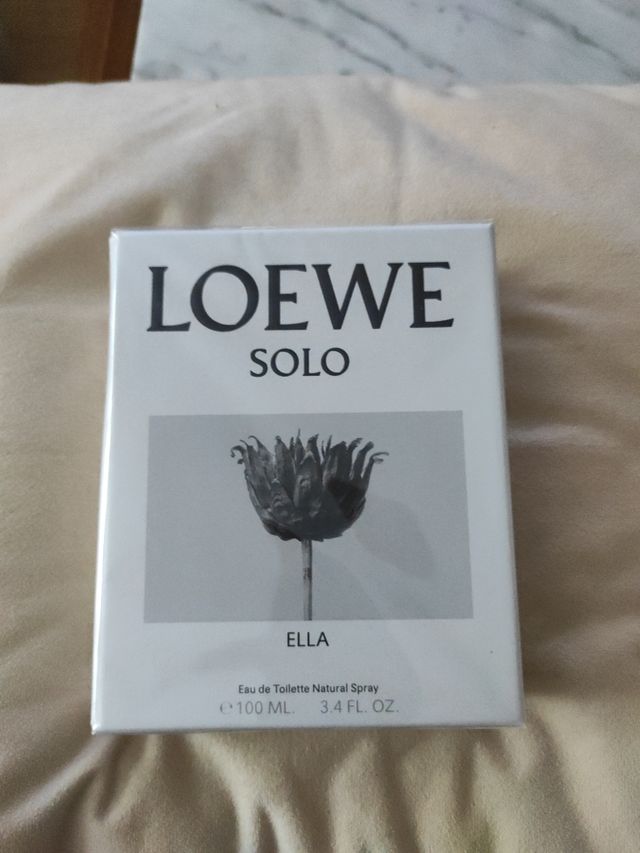 LOEWE
SOLO
ELLA
Eau de Toilette Natural Spray
℮100 ML. 3.4 FL. OZ.